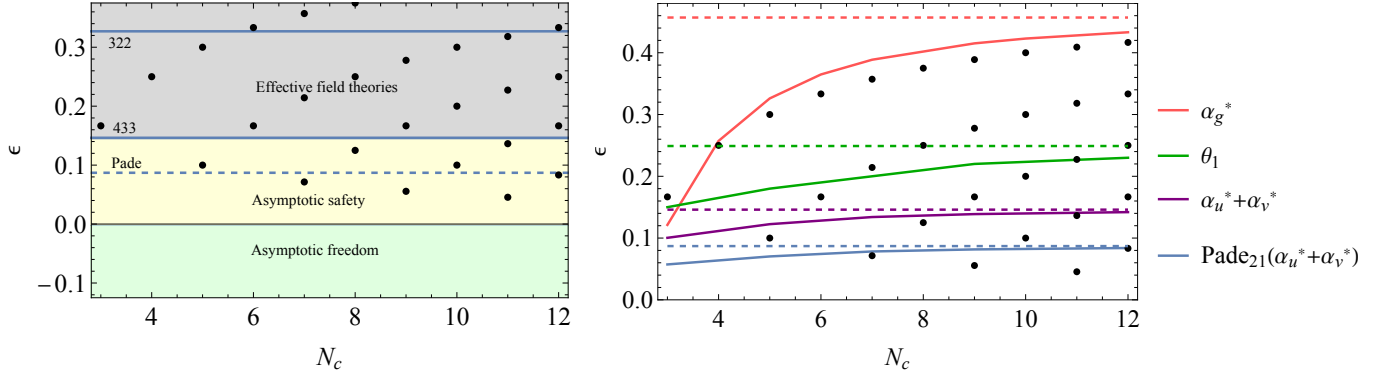 0.3
0.2
0.1
0.0
−0.1
ϵ
322
Effective field theories
433
Pade
Asymptotic safety
Asymptotic freedom
4 6 8 10 12
N_c
0.4
0.3
0.2
0.1
0.0
ϵ
4 6 8 10 12
N_c
α_g*
θ_1
α_u*+α_v*
Pade_21(α_u*+α_v*)